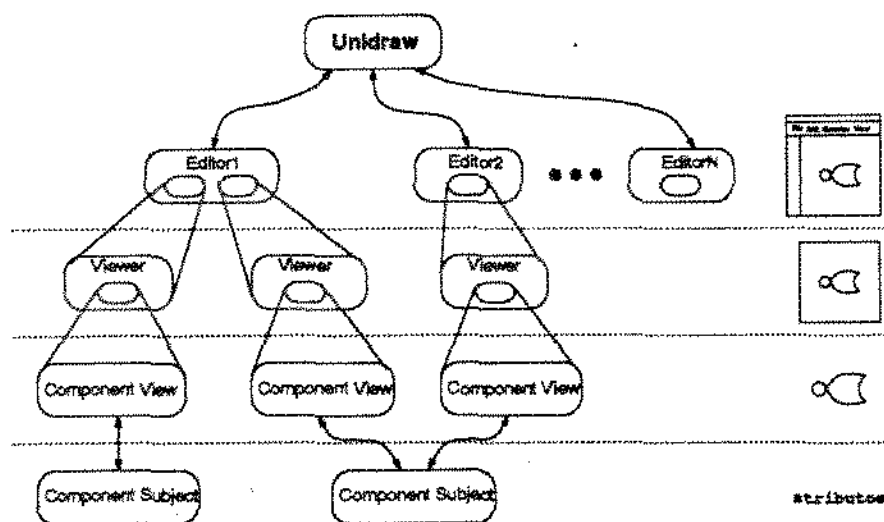 Unidraw
Editor1
Editor2
EditorN
Viewer
Viewer
Viewer
Component View
Component View
Component View
Component Subject
Component Subject